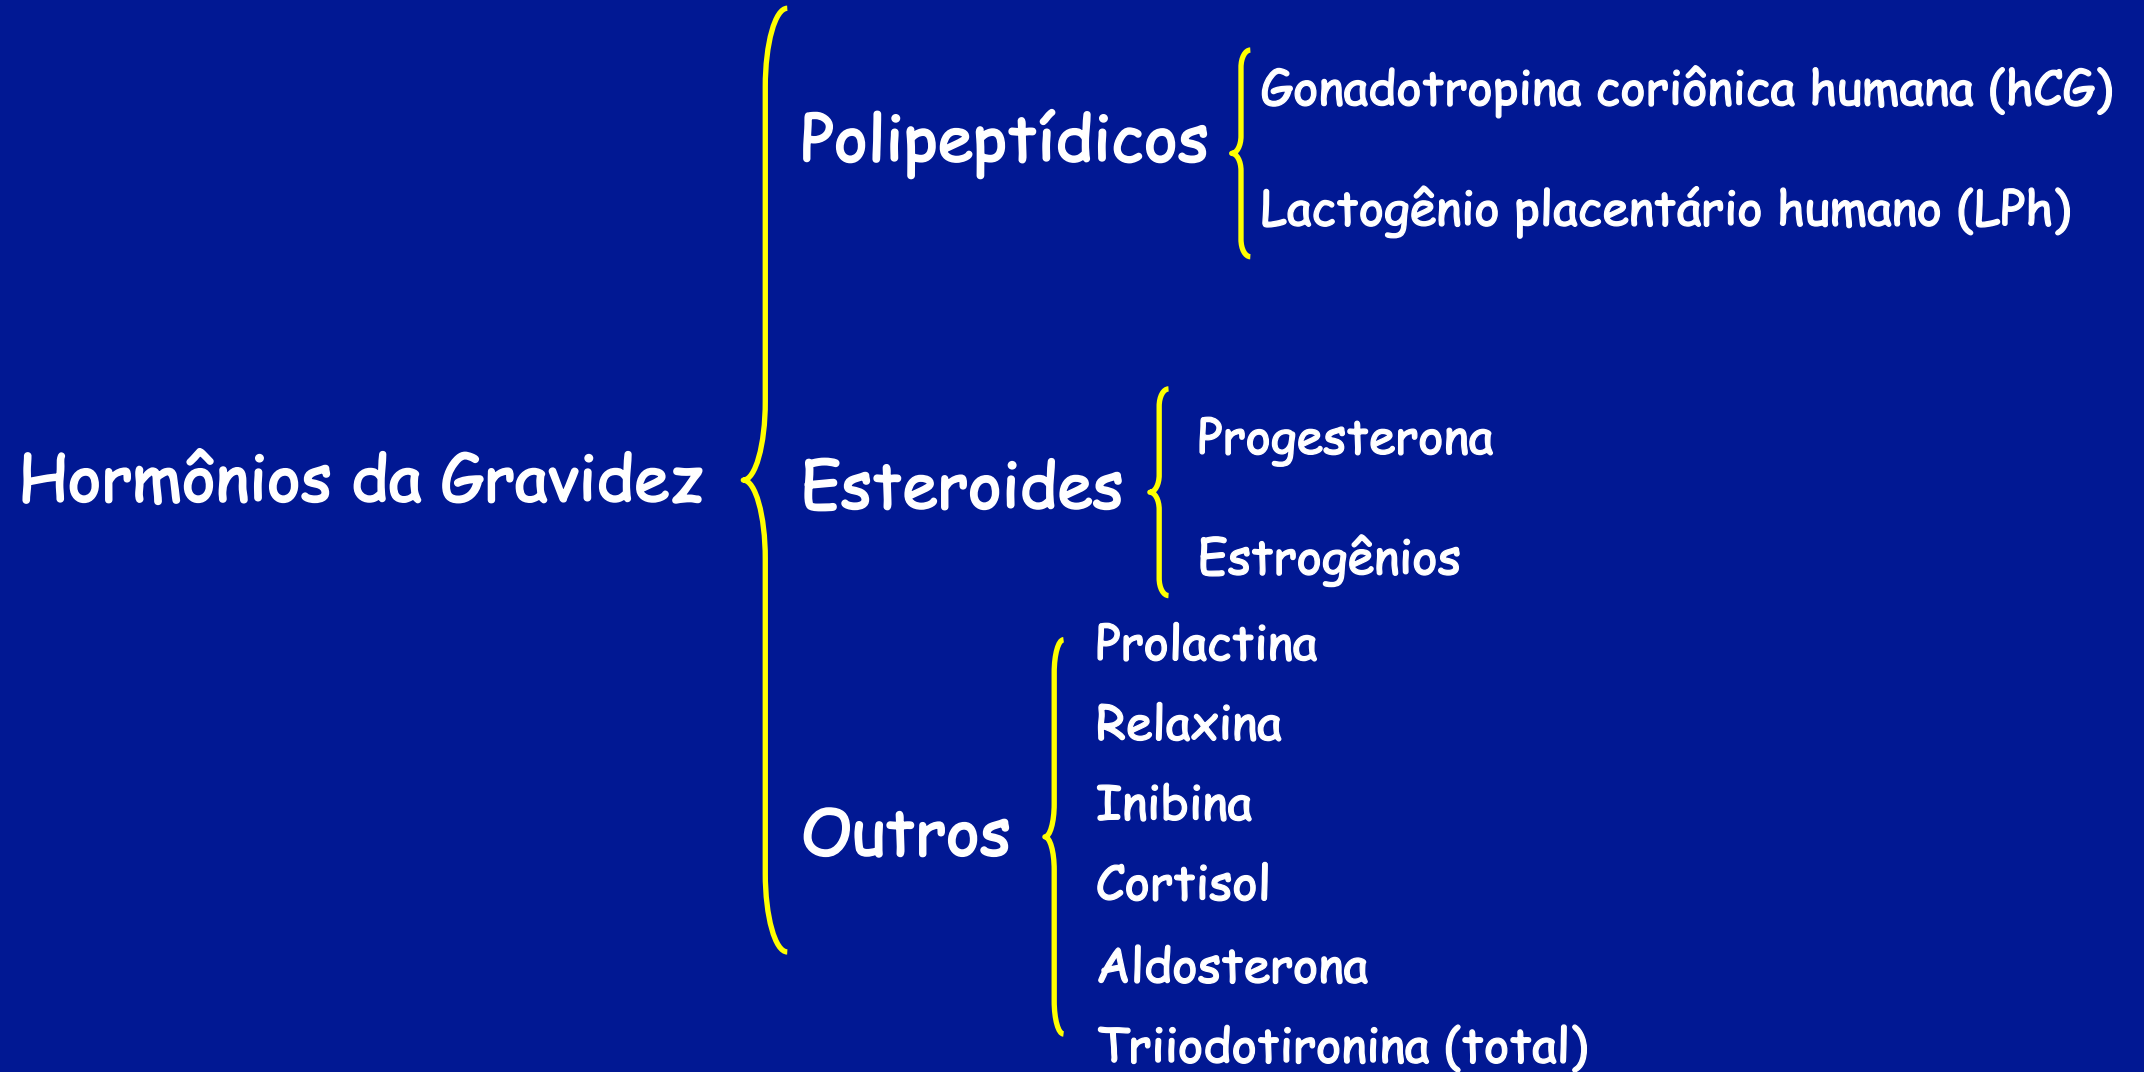 Hormônios da Gravidez
Polipeptídicos
Gonadotropina coriônica humana (hCG)
Lactogênio placentário humano (LPh)
Esteroides
Progesterona
Estrogênios
Outros
Prolactina
Relaxina
Inibina
Cortisol
Aldosterona
Triiodotironina (total)